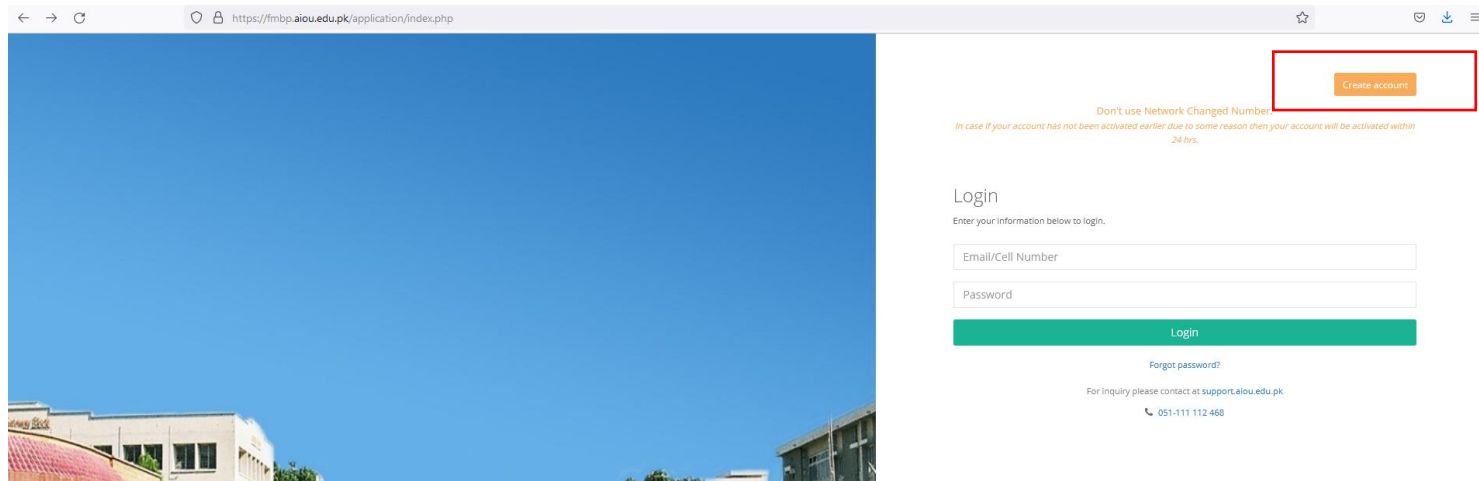 https://fmbp.aiou.edu.pk/application/index.php
Create account
Don't use Network Changed Number.
In case if your account has not been activated earlier due to some reason then your account will be activated within
24 hrs.
Login
Enter your information below to login.
Email/Cell Number
Password
Login
Forgot password?
For inquiry please contact at support.aiou.edu.pk
051-111 112 468